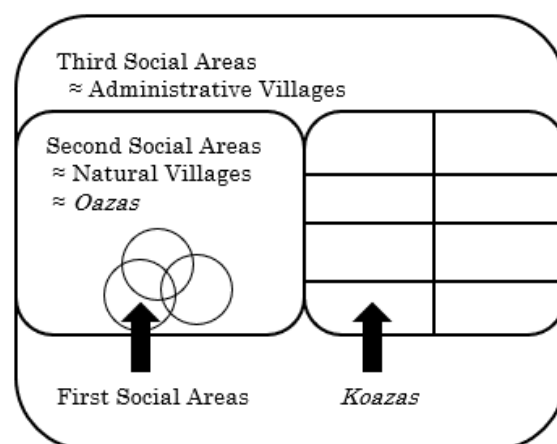 Third Social Areas
≈ Administrative Villages
Second Social Areas
≈ Natural Villages
≈ Oazas
First Social Areas
Koazas